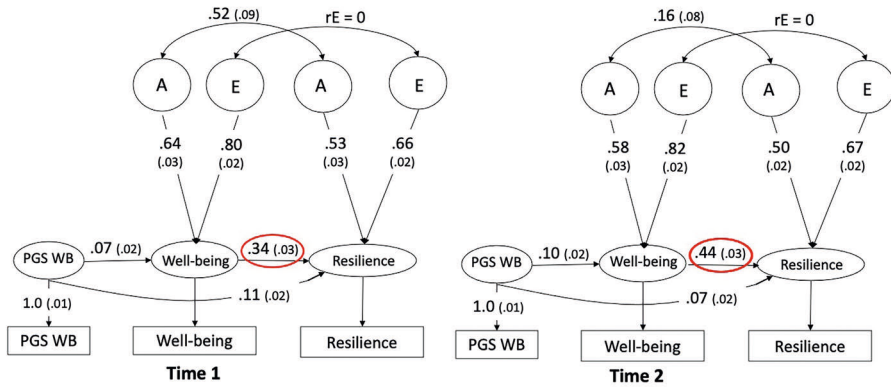 .52 (.09)
rE = 0
A
E
A
E
.64
(.03)
.80
(.02)
.53
(.03)
.66
(.02)
PGS WB
.07 (.02)
Well-being
.34 (.03)
Resilience
1.0 (.01)
.11 (.02)
PGS WB
Well-being
Resilience
Time 1
.16 (.08)
rE = 0
A
E
A
E
.58
(.03)
.82
(.02)
.50
(.02)
.67
(.02)
PGS WB
.10 (.02)
Well-being
.44 (.03)
Resilience
1.0 (.01)
.07 (.02)
PGS WB
Well-being
Resilience
Time 2